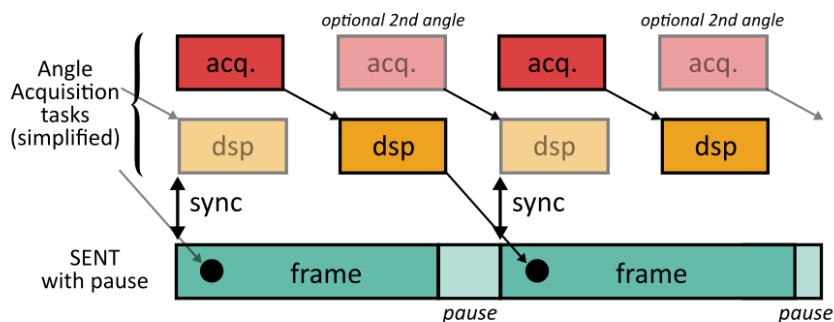 optional 2nd angle
optional 2nd angle
Angle
Acquisition
tasks
(simplified)
acq.
acq.
acq.
acq.
dsp
dsp
dsp
dsp
sync
sync
SENT
with pause
frame
frame
pause
pause